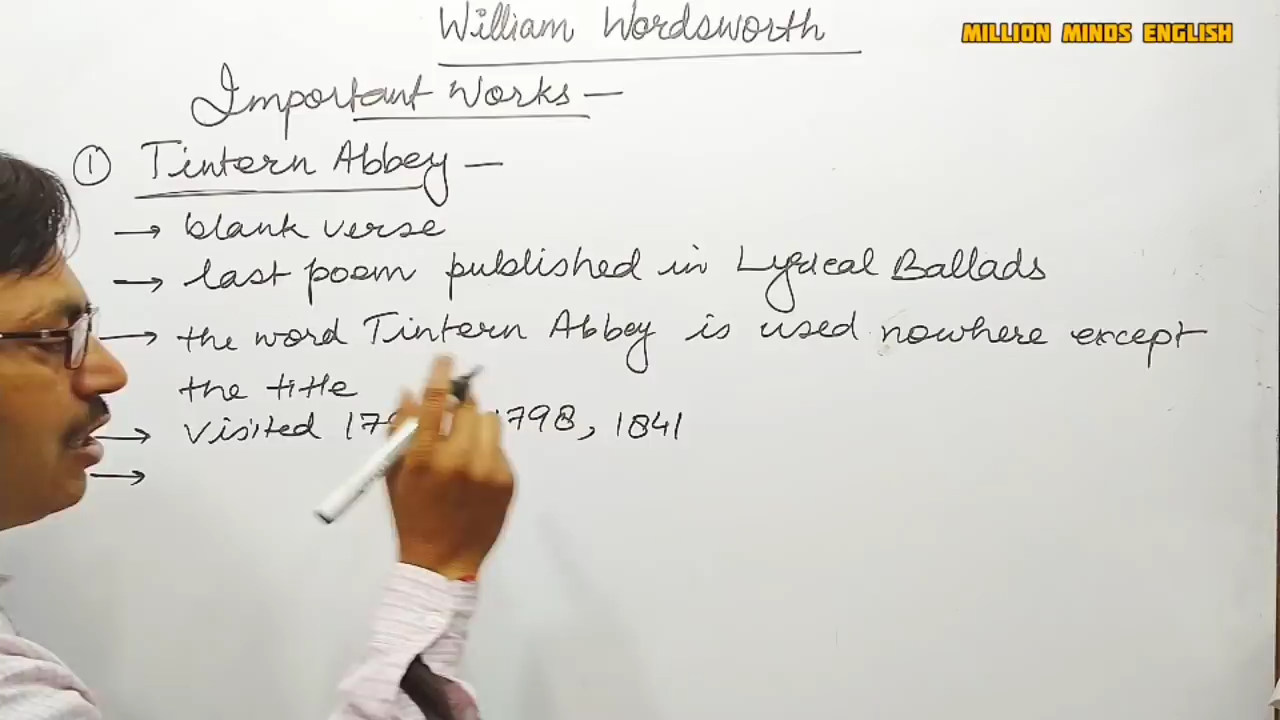 William Wordsworth
MILLION MINDS ENGLISH
Important Works —
① Tintern Abbey —
→ blank verse
→ last poem published in Lyrical Ballads
→ the word Tintern Abbey is used nowhere except
the title
→ Visited 1798, 1841
→